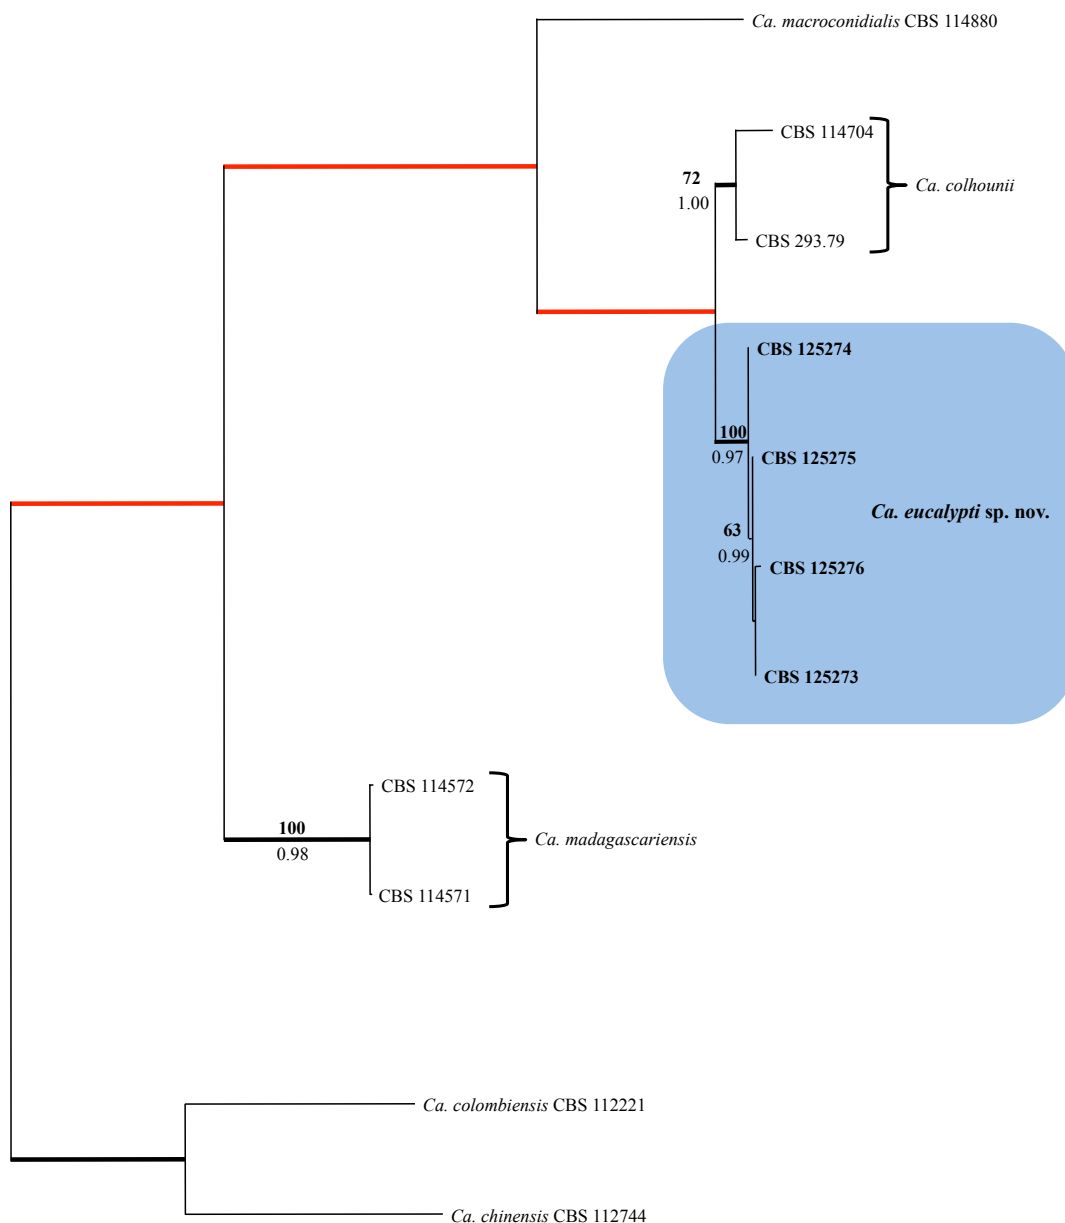 Ca. macroconidialis CBS 114880
CBS 114704
72
1.00
Ca. colhounii
CBS 293.79
CBS 125274
100
0.97
CBS 125275
Ca. eucalypti sp. nov.
63
0.99
CBS 125276
CBS 125273
CBS 114572
100
0.98
Ca. madagascariensis
CBS 114571
Ca. colombiensis CBS 112221
Ca. chinensis CBS 112744